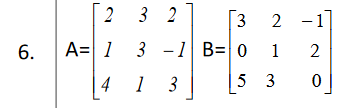 6. A= [2 3 2] B= [3 2 -1]
[1 3 -1] [0 1 2]
[4 1 3] [5 3 0]